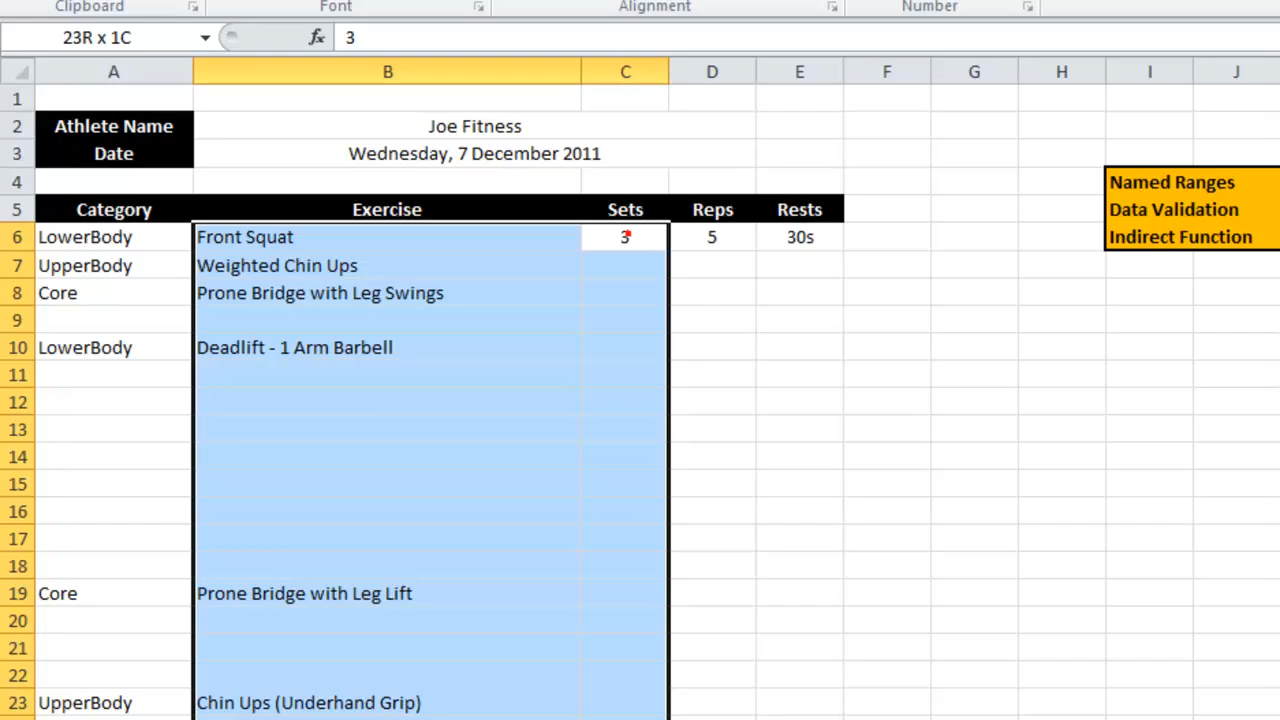 Clipboard Font Alignment Number
23R x 1C fx 3
A B C D E F G H I J
1
2 Athlete Name Joe Fitness
3 Date Wednesday, 7 December 2011
4 Named Ranges
5 Category Exercise Sets Reps Rests Data Validation
6 LowerBody Front Squat 3 5 30s Indirect Function
7 UpperBody Weighted Chin Ups
8 Core Prone Bridge with Leg Swings
9
10 LowerBody Deadlift - 1 Arm Barbell
11
12
13
14
15
16
17
18
19 Core Prone Bridge with Leg Lift
20
21
22
23 UpperBody Chin Ups (Underhand Grip)